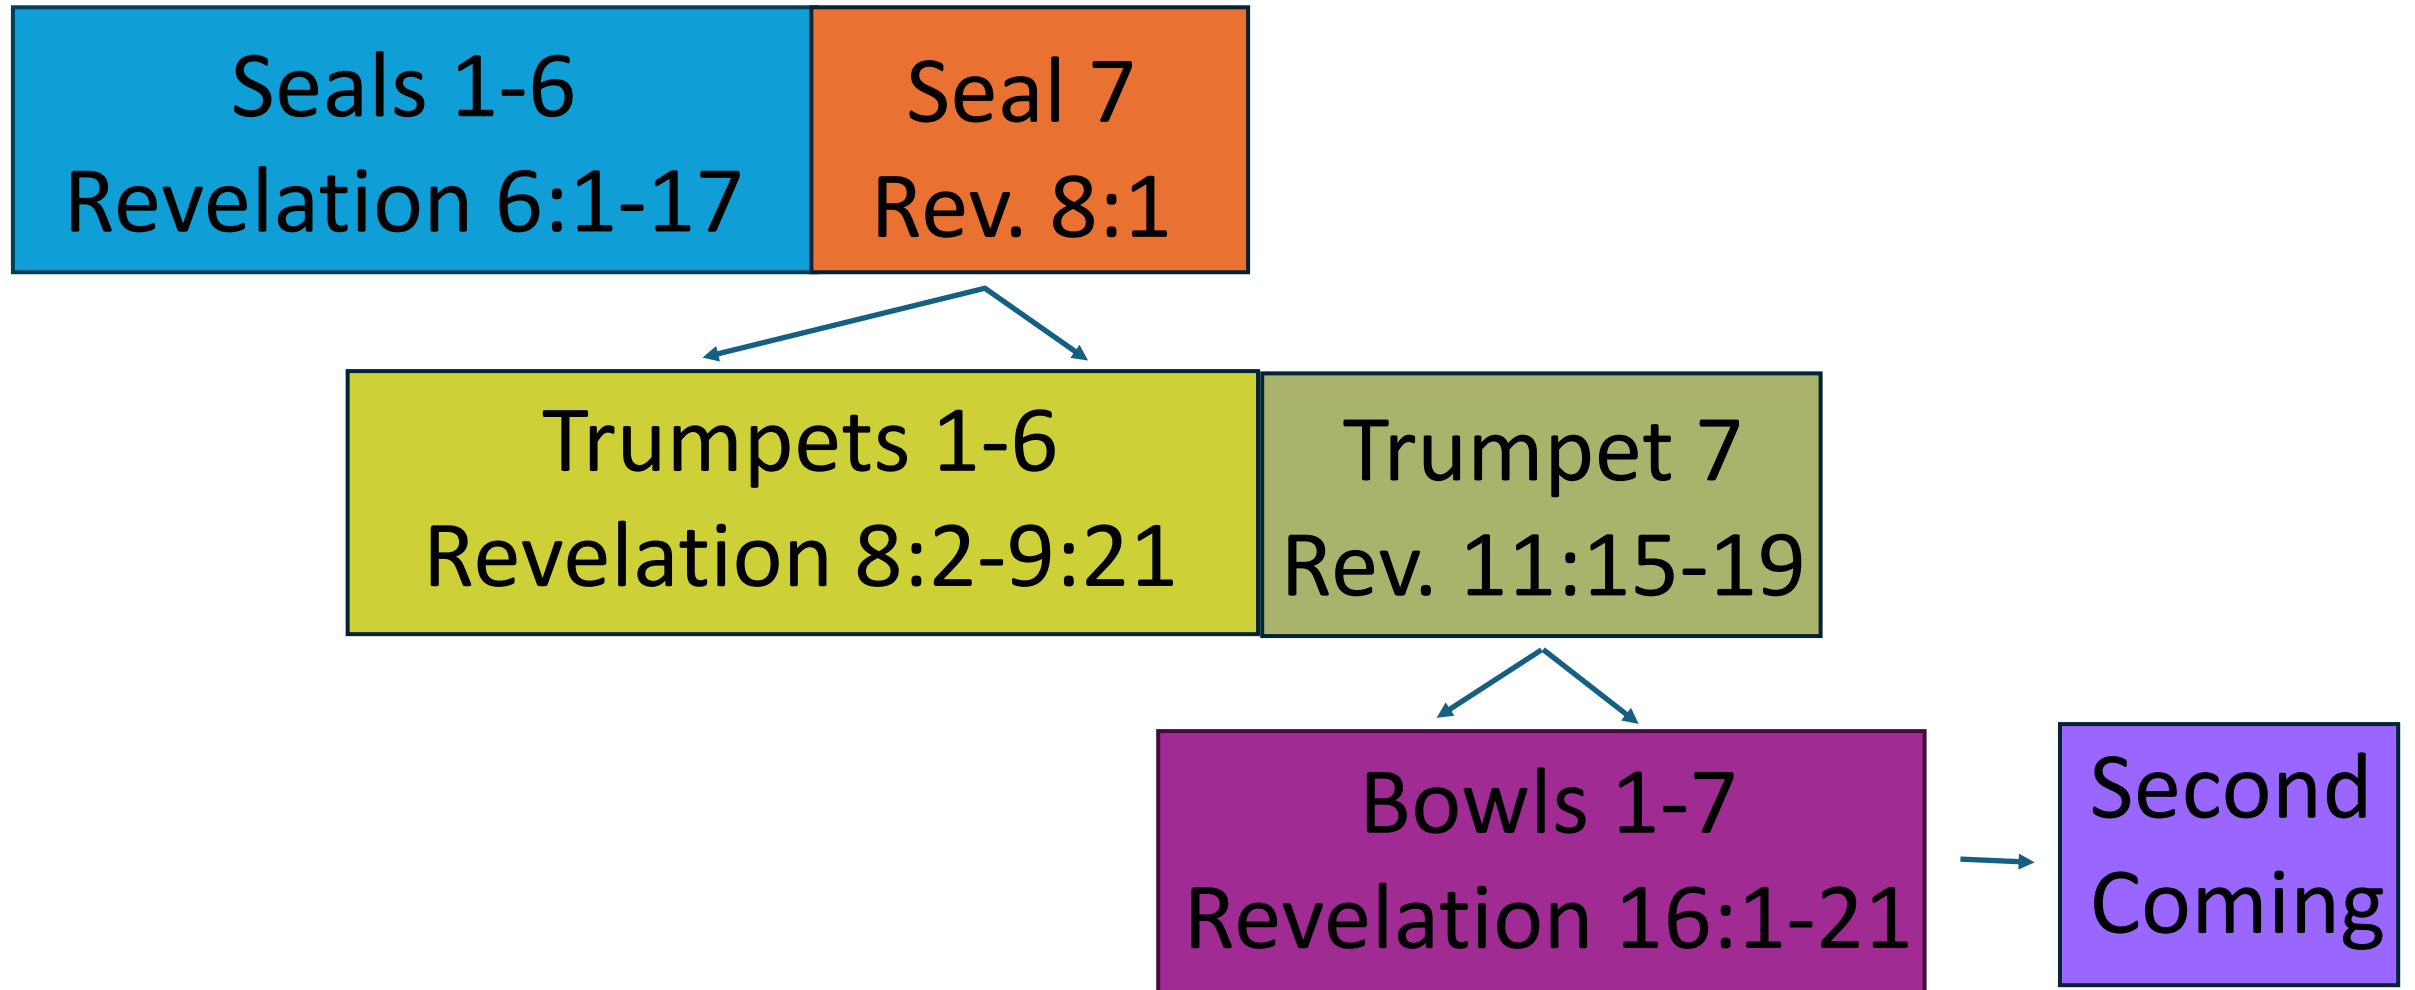 Seals 1-6
Revelation 6:1-17
Seal 7
Rev. 8:1
Trumpets 1-6
Revelation 8:2-9:21
Trumpet 7
Rev. 11:15-19
Bowls 1-7
Revelation 16:1-21
Second
Coming